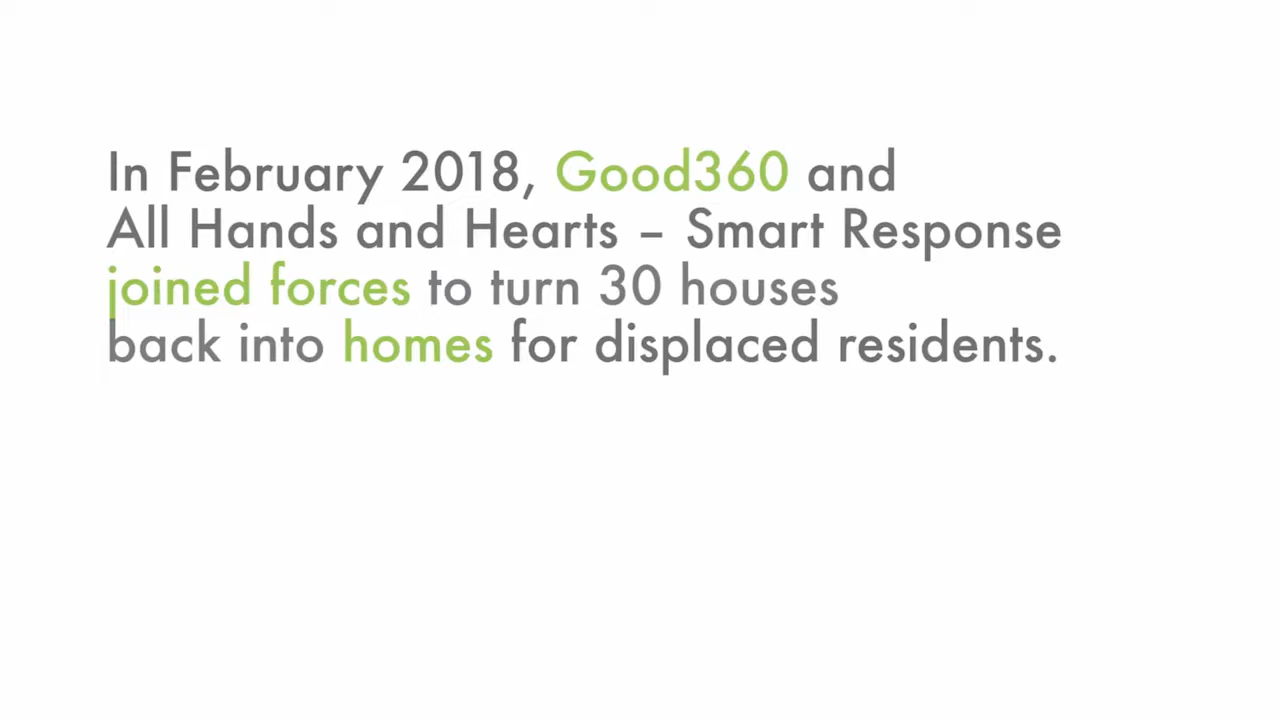 In February 2018, Good360 and
All Hands and Hearts – Smart Response
joined forces to turn 30 houses
back into homes for displaced residents.